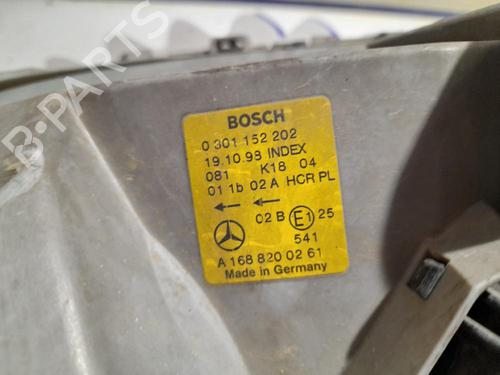 B-PARTS
BOSCH
0 301 152 202
19.10.98 INDEX
081 K18 04
01 1b 02 A HCR PL
02 B E1 25
541
A 168 820 02 61
Made in Germany